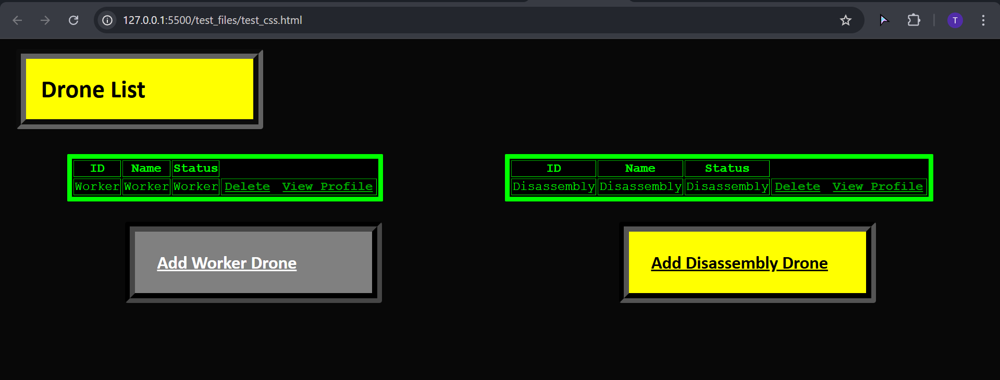 127.0.0.1:5500/test_files/test_css.html
T
Drone List
ID Name Status
Worker Worker Worker Delete View Profile
ID Name Status
Disassembly Disassembly Disassembly Delete View Profile
Add Worker Drone
Add Disassembly Drone